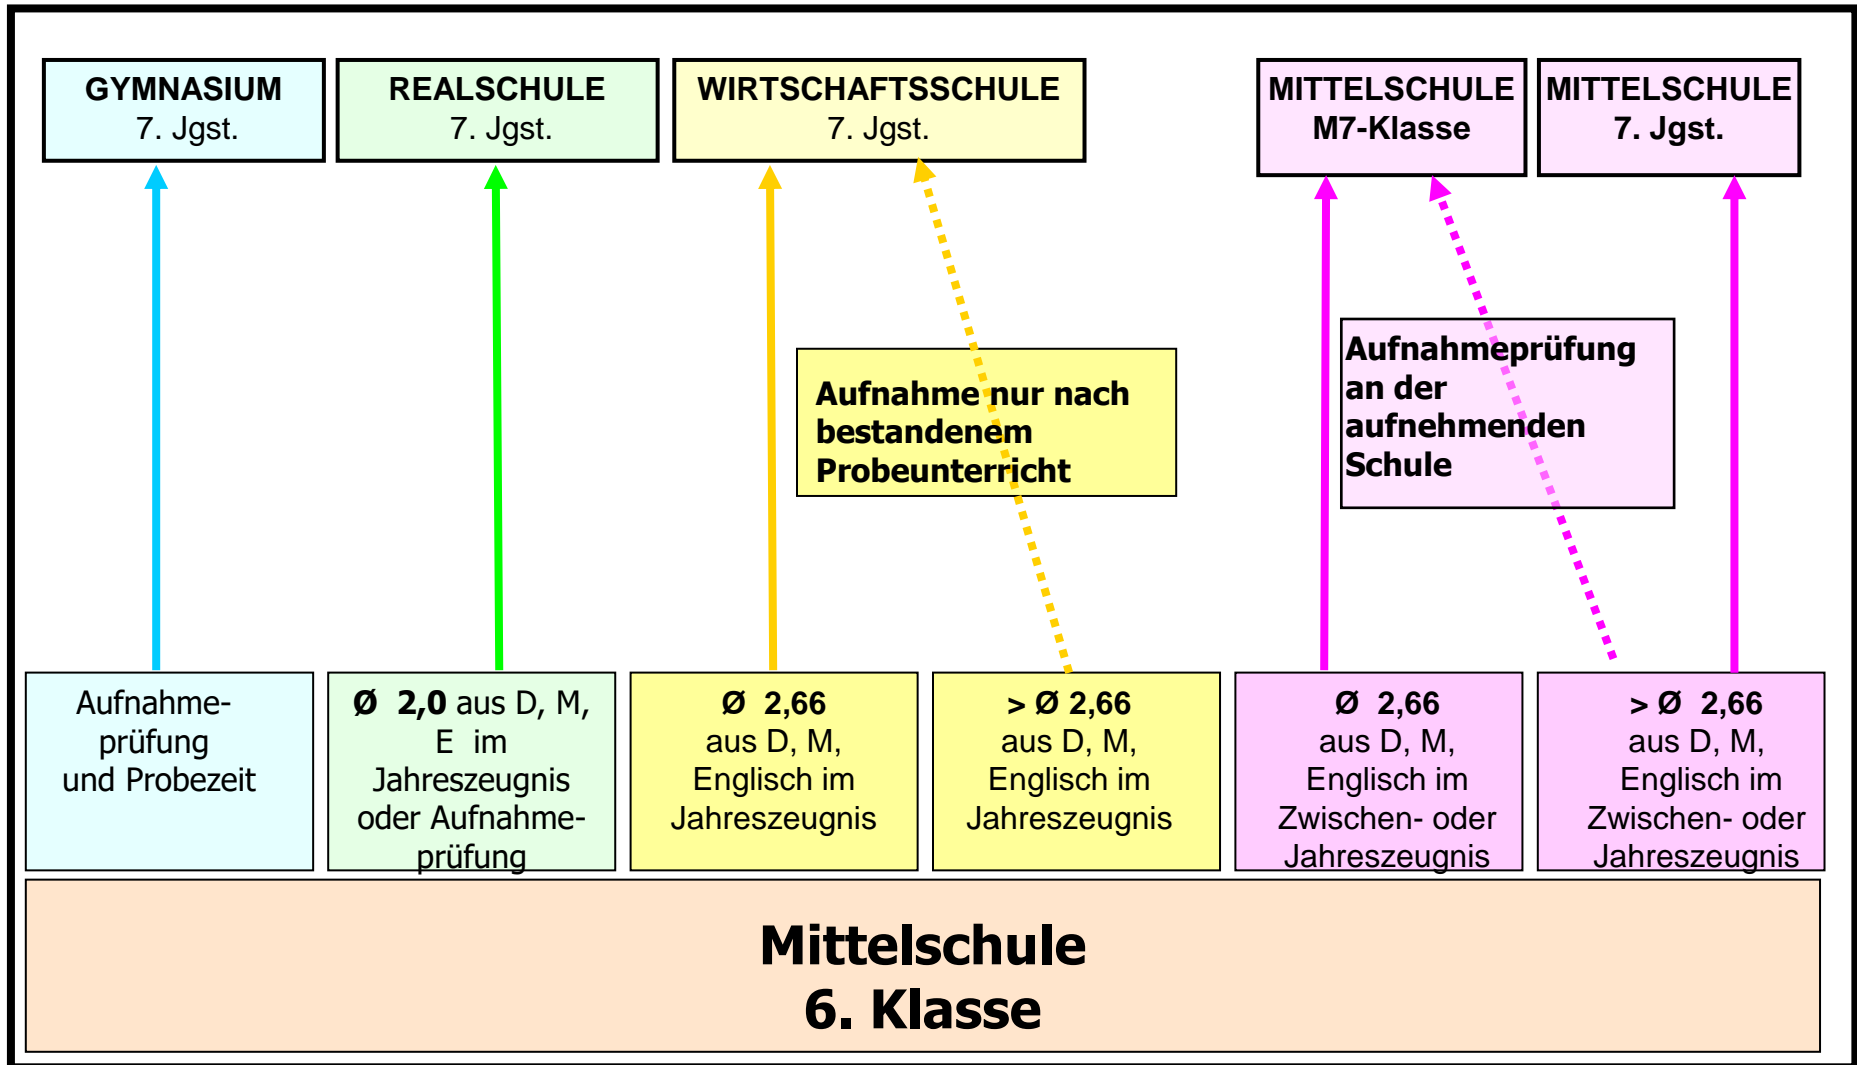 GYMNASIUM
7. Jgst.
REALSCHULE
7. Jgst.
WIRTSCHAFTSSCHULE
7. Jgst.
MITTELSCHULE
M7-Klasse
MITTELSCHULE
7. Jgst.
Aufnahme nur nach
bestandenem
Probeunterricht
Aufnahmeprüfung
an der
aufnehmenden
Schule
Aufnahme-
prüfung
und Probezeit
Ø 2,0 aus D, M,
E im
Jahreszeugnis
oder Aufnahme-
prüfung
Ø 2,66
aus D, M,
Englisch im
Jahreszeugnis
> Ø 2,66
aus D, M,
Englisch im
Jahreszeugnis
Ø 2,66
aus D, M,
Englisch im
Zwischen- oder
Jahreszeugnis
> Ø 2,66
aus D, M,
Englisch im
Zwischen- oder
Jahreszeugnis
Mittelschule
6. Klasse